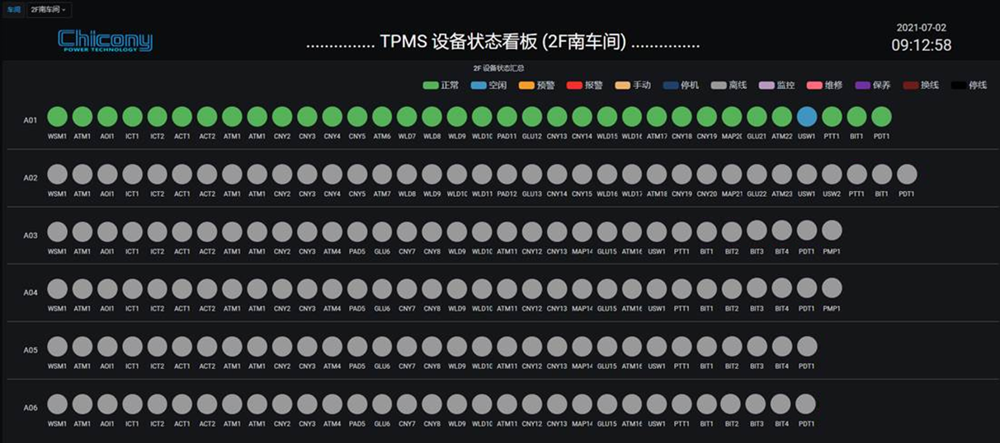 车间 2F南车间
Chicony
POWER TECHNOLOGY
.............. TPMS 设备状态看板 (2F南车间) ..............
2021-07-02
09:12:58
2F 设备状态汇总
正常 空闲 预警 报警 手动 停机 离线 监控 维修 保养 换线 停线
A01
WSM1 ATM1 AOI1 ICT1 ICT2 ACT1 ACT2 ATM1 ATM1 CNY2 CNY3 CNY4 CNY5 ATM6 WLD7 WLD8 WLD9 WLD10 PAD11 GLU12 CNY13 CNY14 WLD15 WLD16 ATM17 CNY18 CNY19 MAP20 GLU21 ATM22 USW1 PTT1 BIT1 PDT1
A02
WSM1 ATM1 AOI1 ICT1 ICT2 ACT1 ACT2 ATM1 ATM1 CNY2 CNY3 CNY4 CNY5 ATM7 WLD8 WLD9 WLD10 WLD11 PAD12 GLU13 CNY14 CNY15 WLD16 WLD17 ATM18 CNY19 CNY20 MAP21 GLU22 ATM23 USW1 USW2 PTT1 BIT1 PDT1
A03
WSM1 ATM1 AOI1 ICT1 ICT2 ACT1 ACT2 ATM1 ATM1 CNY2 CNY3 ATM4 PAD5 GLU6 CNY7 CNY8 WLD9 WLD10 ATM11 CNY12 CNY13 MAP14 GLU15 ATM16 USW1 PTT1 BIT1 BIT2 BIT3 BIT4 PDT1 PMP1
A04
WSM1 ATM1 AOI1 ICT1 ICT2 ACT1 ACT2 ATM1 ATM1 CNY2 CNY3 ATM4 PAD5 GLU6 CNY7 CNY8 WLD9 WLD10 ATM11 CNY12 CNY13 MAP14 GLU15 ATM16 USW1 PTT1 BIT1 BIT2 BIT3 BIT4 PDT1 PMP1
A05
WSM1 ATM1 AOI1 ICT1 ICT2 ACT1 ACT2 ATM1 ATM1 CNY2 CNY3 ATM4 PAD5 GLU6 CNY7 CNY8 WLD9 WLD10 ATM11 CNY12 CNY13 MAP14 GLU15 ATM16 USW1 PTT1 BIT1 BIT2 BIT3 BIT4 PDT1
A06
WSM1 ATM1 AOI1 ICT1 ICT2 ACT1 ACT2 ATM1 ATM1 CNY2 CNY3 ATM4 PAD5 GLU6 CNY7 CNY8 WLD9 WLD10 ATM11 CNY12 CNY13 MAP14 GLU15 ATM16 USW1 PTT1 BIT1 BIT2 BIT3 BIT4 PDT1